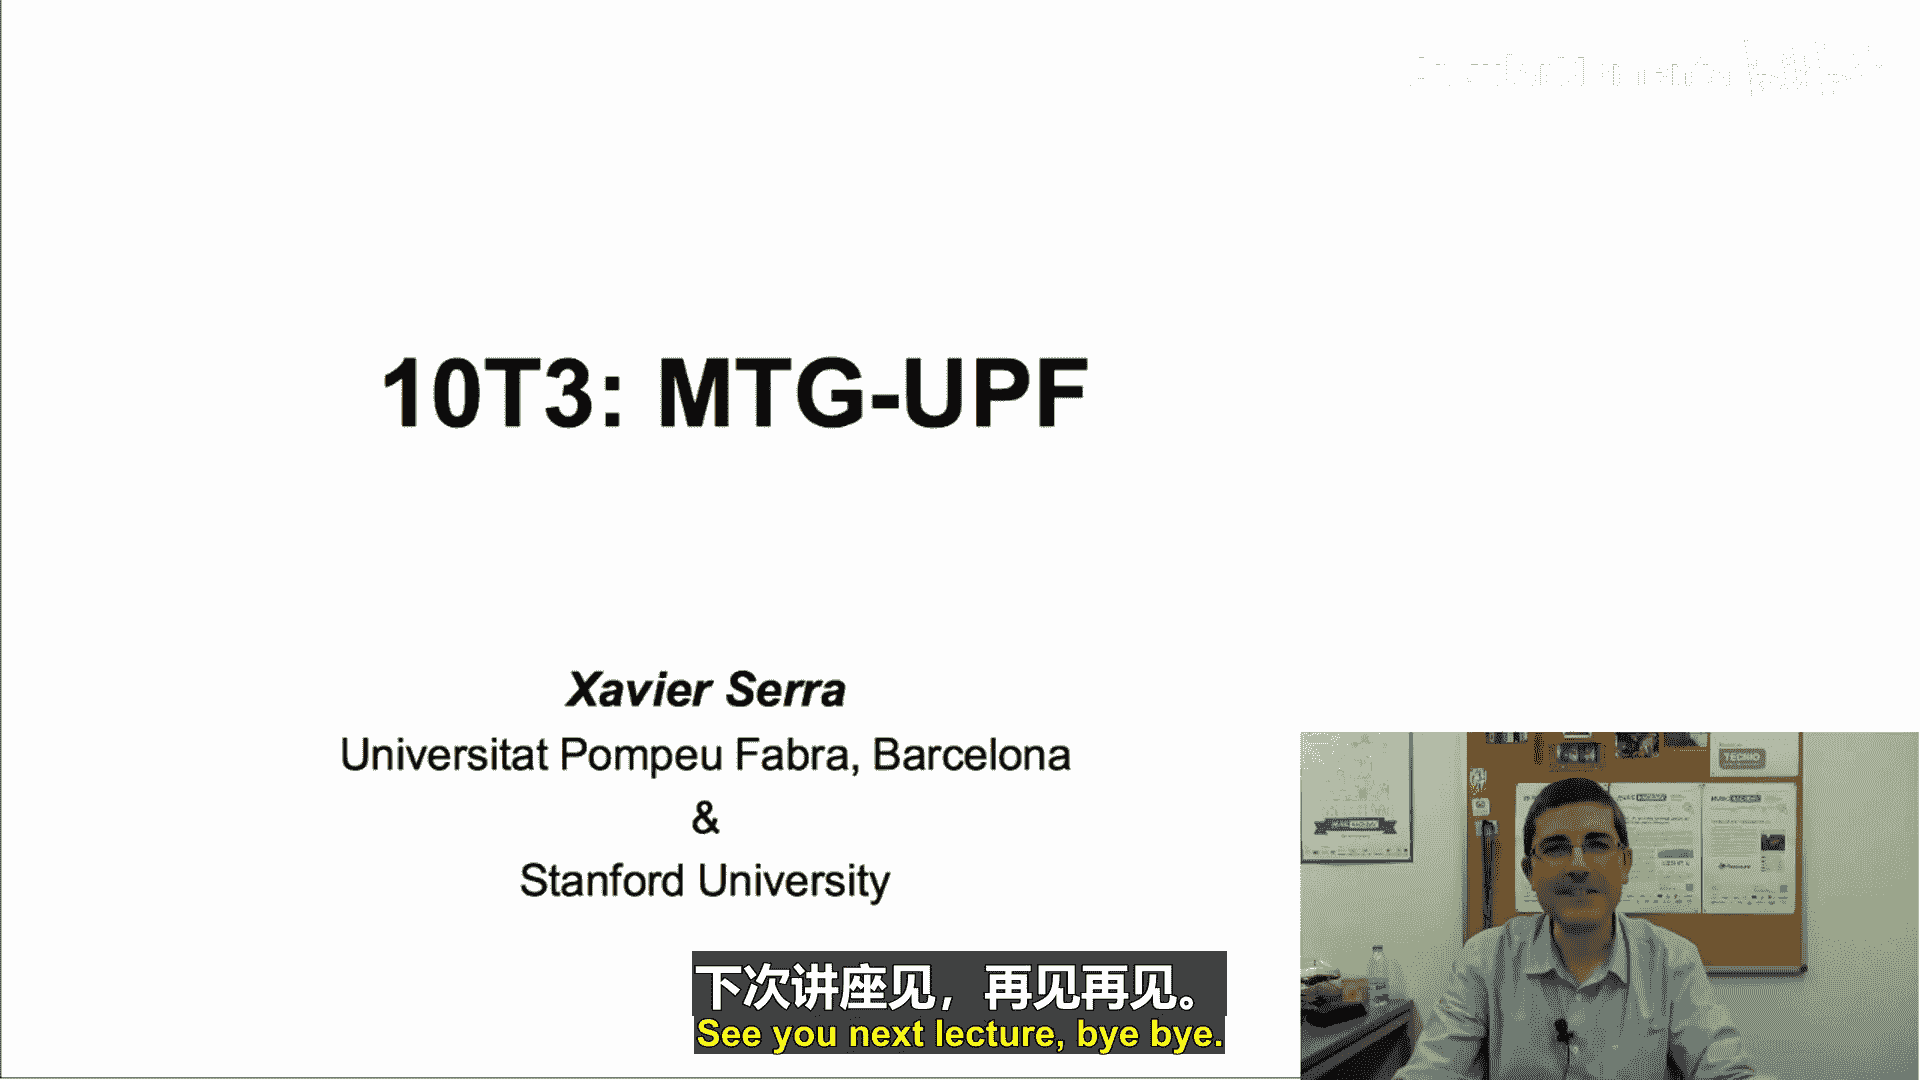 10T3: MTG-UPF
Xavier Serra
Universitat Pompeu Fabra, Barcelona
&
Stanford University
TECNIO
下次讲座见，再见再见。
See you next lecture, bye bye.